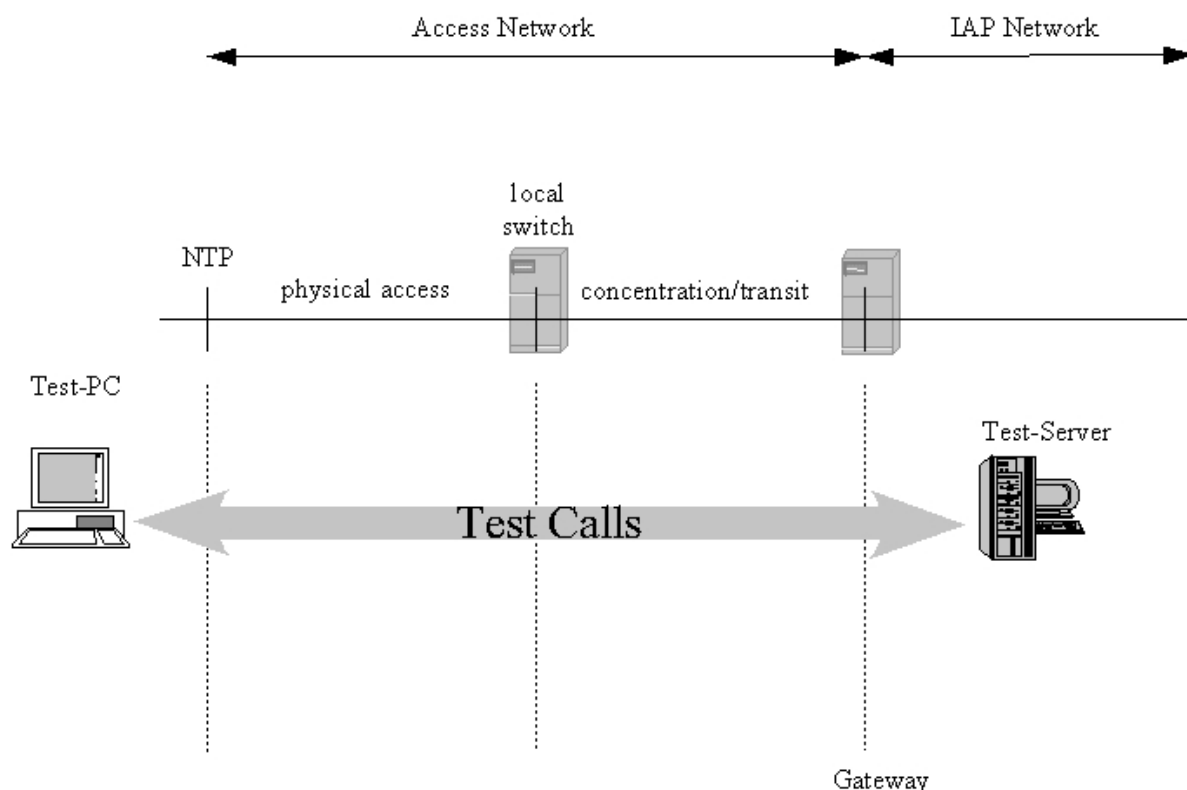 Access Network
IAP Network
local
switch
NTP
physical access
concentration/transit
Test-PC
Test-Server
Test Calls
Gateway